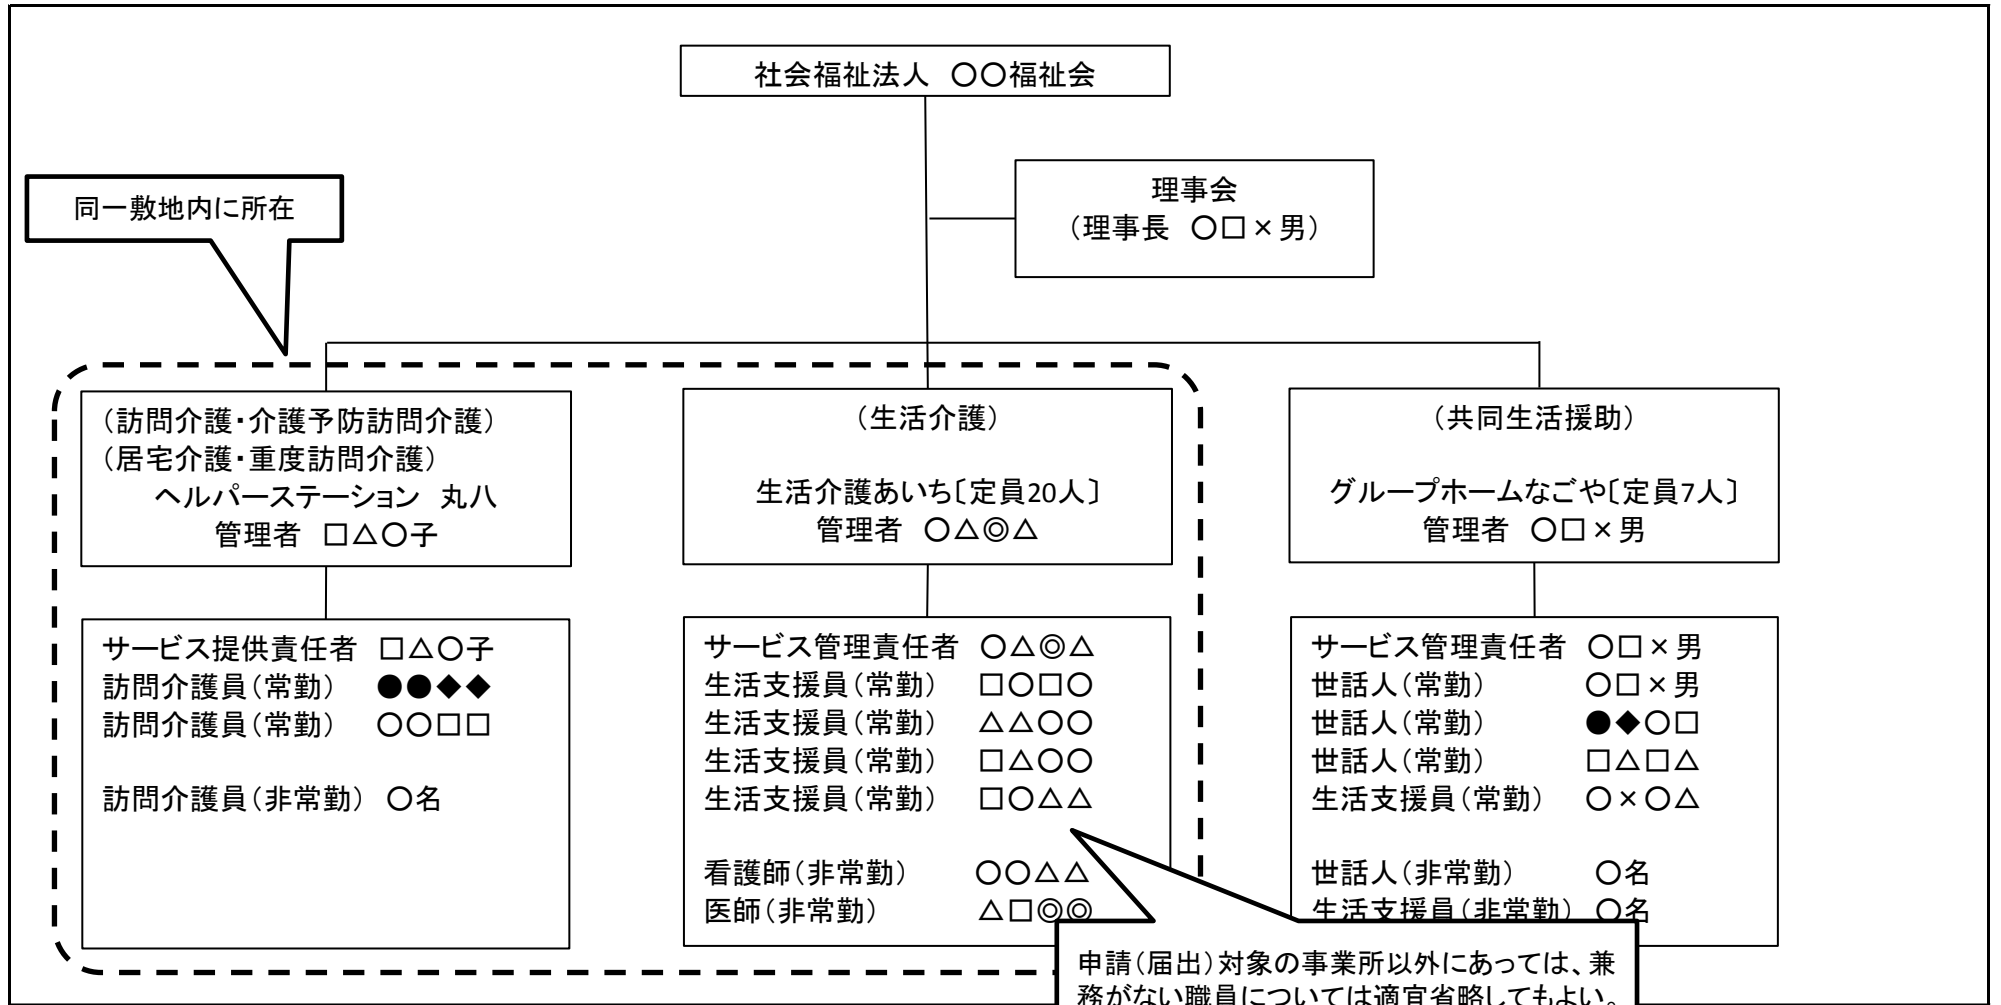 社会福祉法人　〇〇福祉会
理事会
（理事長　〇□×男）
同一敷地内に所在
（訪問介護・介護予防訪問介護）
（居宅介護・重度訪問介護）
ヘルパーステーション　丸八
管理者　□△〇子
サービス提供責任者　□△〇子
訪問介護員（常勤）　●●◆◆
訪問介護員（常勤）　〇〇□□
訪問介護員（非常勤）　〇名
（生活介護）
生活介護あいち〔定員20人〕
管理者　〇△◎△
サービス管理責任者　〇△◎△
生活支援員（常勤）　□〇□〇
生活支援員（常勤）　△△〇〇
生活支援員（常勤）　□△〇〇
生活支援員（常勤）　□〇△△
看護師（非常勤）　〇〇△△
医師（非常勤）　△□◎◎
（共同生活援助）
グループホームなごや〔定員7人〕
管理者　〇□×男
サービス管理責任者　〇□×男
世話人（常勤）　〇□×男
世話人（常勤）　●◆〇□
世話人（常勤）　□△□△
生活支援員（常勤）　〇×〇△
世話人（非常勤）　〇名
生活支援員（非常勤）　〇名
申請（届出）対象の事業所以外にあっては、兼
務がない職員については適宜省略してもよい。